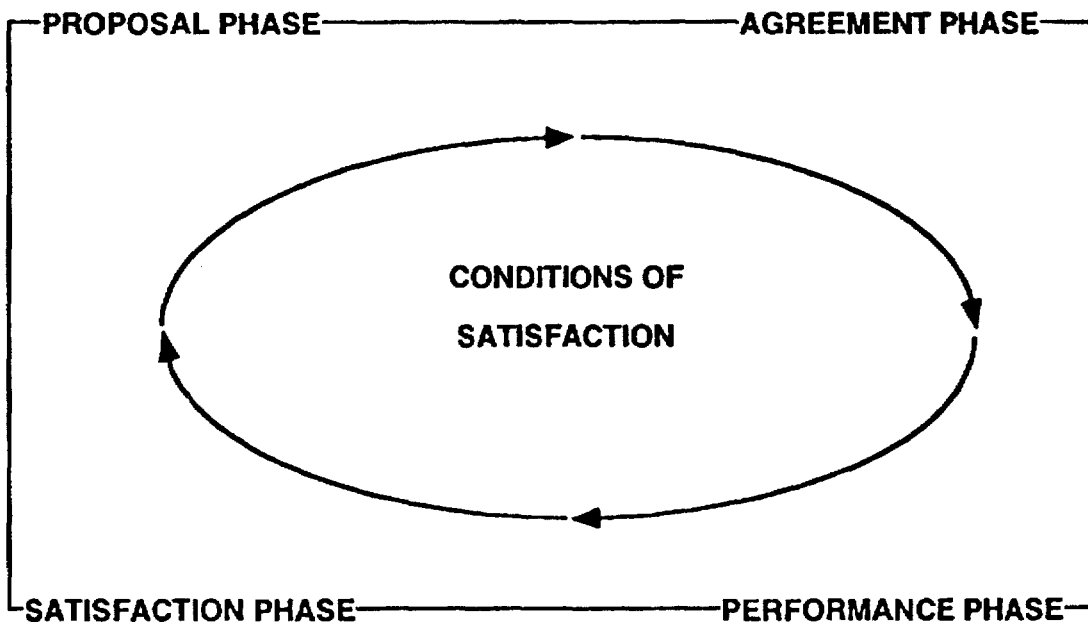 PROPOSAL PHASE
AGREEMENT PHASE
CONDITIONS OF
SATISFACTION
SATISFACTION PHASE
PERFORMANCE PHASE